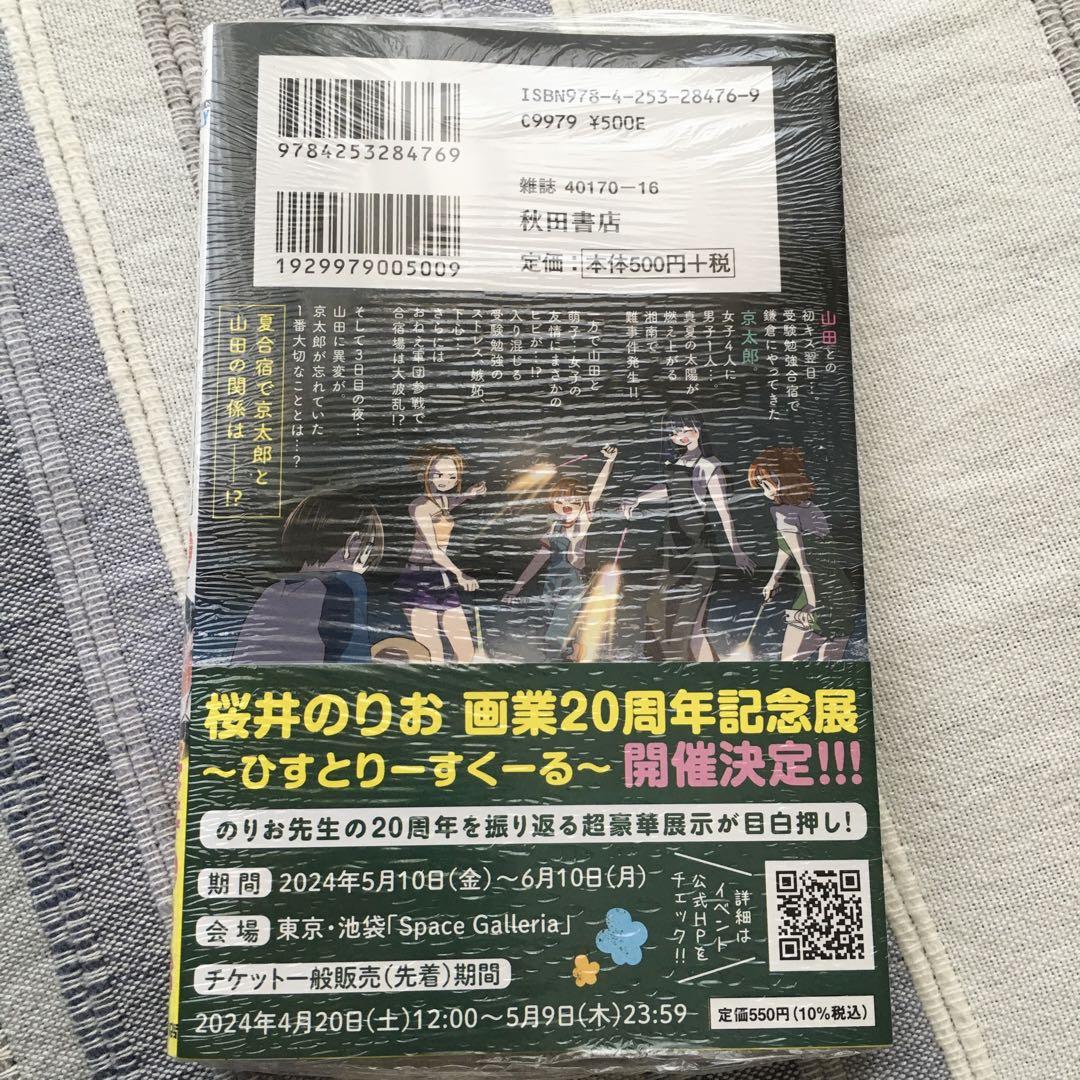 9784253284769
ISBN978-4-253-28476-9
C9979 ¥500E
1929979005009
雑誌 40170-16
秋田書店
定価：本体500円+税
山田との
初キス翌日…。
受験勉強合宿で
鎌倉にやってきた
京太郎。
女子4人に
男子1人…。
真夏の太陽が
燃え上がる
湘南で
難事件発生!!
一方で山田と
萌子…女子の
友情にまさかの
ヒビが…!?
入り混じる
受験勉強の
ストレス、嫉妬、
下心…
さらには
おねえ軍団参戦で
合宿場は大波乱!?
そして3日目の夜…
山田に異変が。
京太郎が忘れていた
1番大切なこととは…?
夏合宿で京太郎と
山田の関係は――!?
桜井のりお 画業20周年記念展
～ひすとりーすくーる～ 開催決定!!!
のりお先生の20周年を振り返る超豪華展示が目白押し!
期間 2024年5月10日(金)～6月10日(月)
会場 東京・池袋「Space Galleria」
チケット一般販売(先着)期間
2024年4月20日(土)12:00～5月9日(木)23:59
詳細は
イベント
公式HPを
チェック!!
定価550円(10%税込)